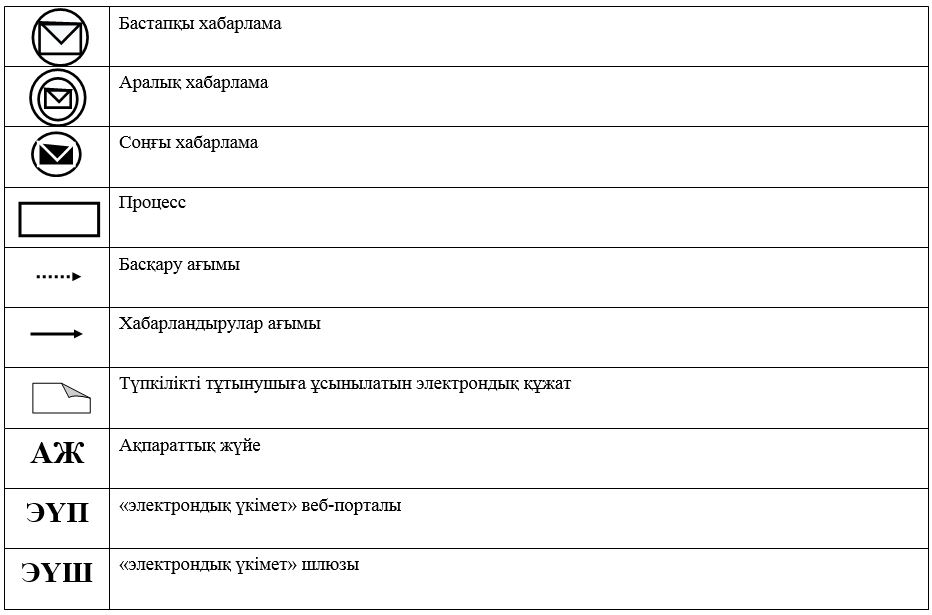 Бастапқы хабарлама
Аралық хабарлама
Соңғы хабарлама
Процесс
Басқару ағымы
Хабарландырулар ағымы
Түпкілікті тұтынушыға ұсынылатын электрондық құжат
АЖ Ақпараттық жүйе
ЭҮП «электрондық үкімет» веб-порталы
ЭҮШ «электрондық үкімет» шлюзы